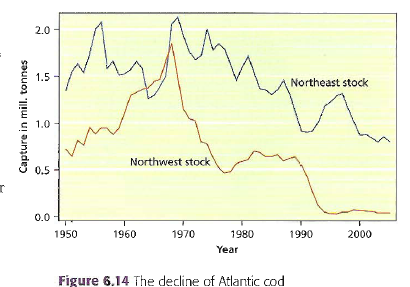 2.0
1.5
1.0
0.5
0.0
Capture in mill. tonnes
Northeast stock
Northwest stock
1950 1960 1970 1980 1990 2000
Year
Figure 6.14 The decline of Atlantic cod